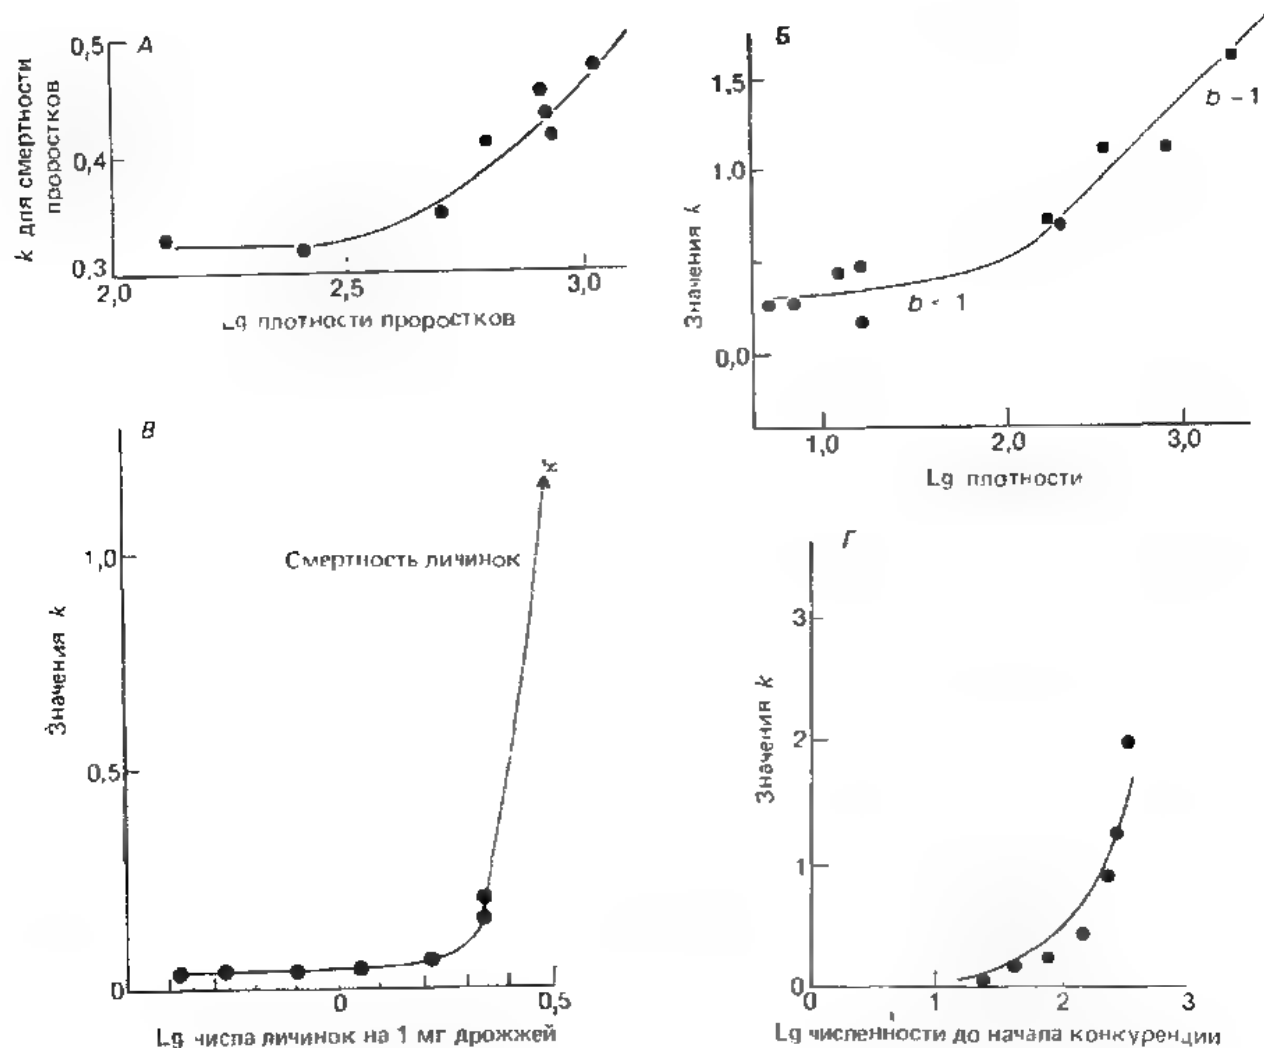 А
0,5
0,4
0,3
k для смертности
проростков
2,0
2,5
3,0
Lg плотности проростков
Б
1,5
1,0
0,0
Значения k
b < 1
b = 1
1,0
2,0
3,0
Lg плотности
В
1,0
0,5
0
Значения k
Смертность личинок
0
0,5
Lg числа личинок на 1 мг дрожжей
Г
3
2
1
0
Значения k
0
1
2
3
Lg численности до начала конкуренции